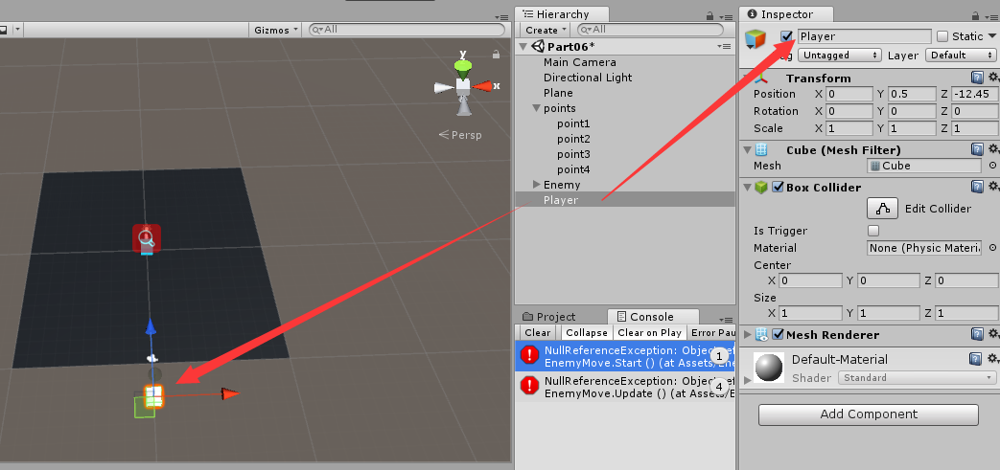 Gizmos All
y
x
Persp
Hierarchy
Create All
Part06*
Main Camera
Directional Light
Plane
points
point1
point2
point3
point4
Enemy
Player
Project Console
Clear Collapse Clear on Play Error Pau
NullReferenceException: Object 1
EnemyMove.Start () (at Assets/
NullReferenceException: Object 4
EnemyMove.Update () (at Assets/
Inspector
Player Static
Untagged Layer Default
Transform
Position X 0 Y 0.5 Z -12.45
Rotation X 0 Y 0 Z 0
Scale X 1 Y 1 Z 1
Cube (Mesh Filter)
Mesh Cube
Box Collider
Edit Collider
Is Trigger
Material None (Physic Materi
Center
X 0 Y 0 Z 0
Size
X 1 Y 1 Z 1
Mesh Renderer
Default-Material
Shader Standard
Add Component